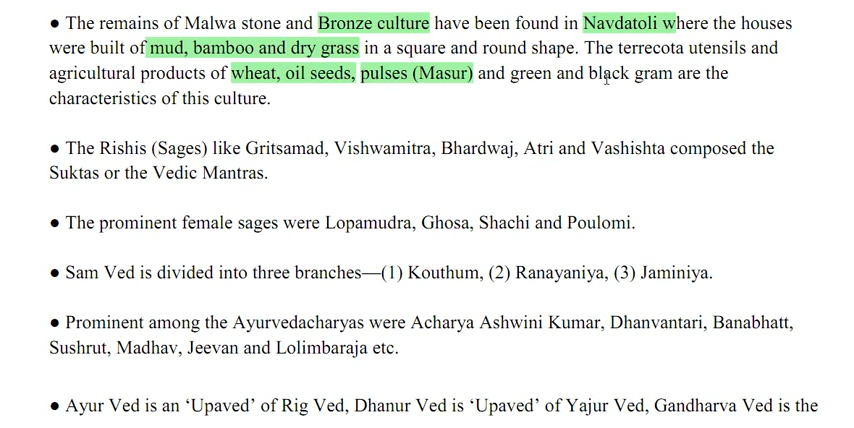 ● The remains of Malwa stone and Bronze culture have been found in Navdatoli where the houses
were built of mud, bamboo and dry grass in a square and round shape. The terrecota utensils and
agricultural products of wheat, oil seeds, pulses (Masur) and green and black gram are the
characteristics of this culture.
● The Rishis (Sages) like Gritsamad, Vishwamitra, Bhardwaj, Atri and Vashishta composed the
Suktas or the Vedic Mantras.
● The prominent female sages were Lopamudra, Ghosa, Shachi and Poulomi.
● Sam Ved is divided into three branches—(1) Kouthum, (2) Ranayaniya, (3) Jaminiya.
● Prominent among the Ayurvedacharyas were Acharya Ashwini Kumar, Dhanvantari, Banabhatt,
Sushrut, Madhav, Jeevan and Lolimbaraja etc.
● Ayur Ved is an ‘Upaved’ of Rig Ved, Dhanur Ved is ‘Upaved’ of Yajur Ved, Gandharva Ved is the